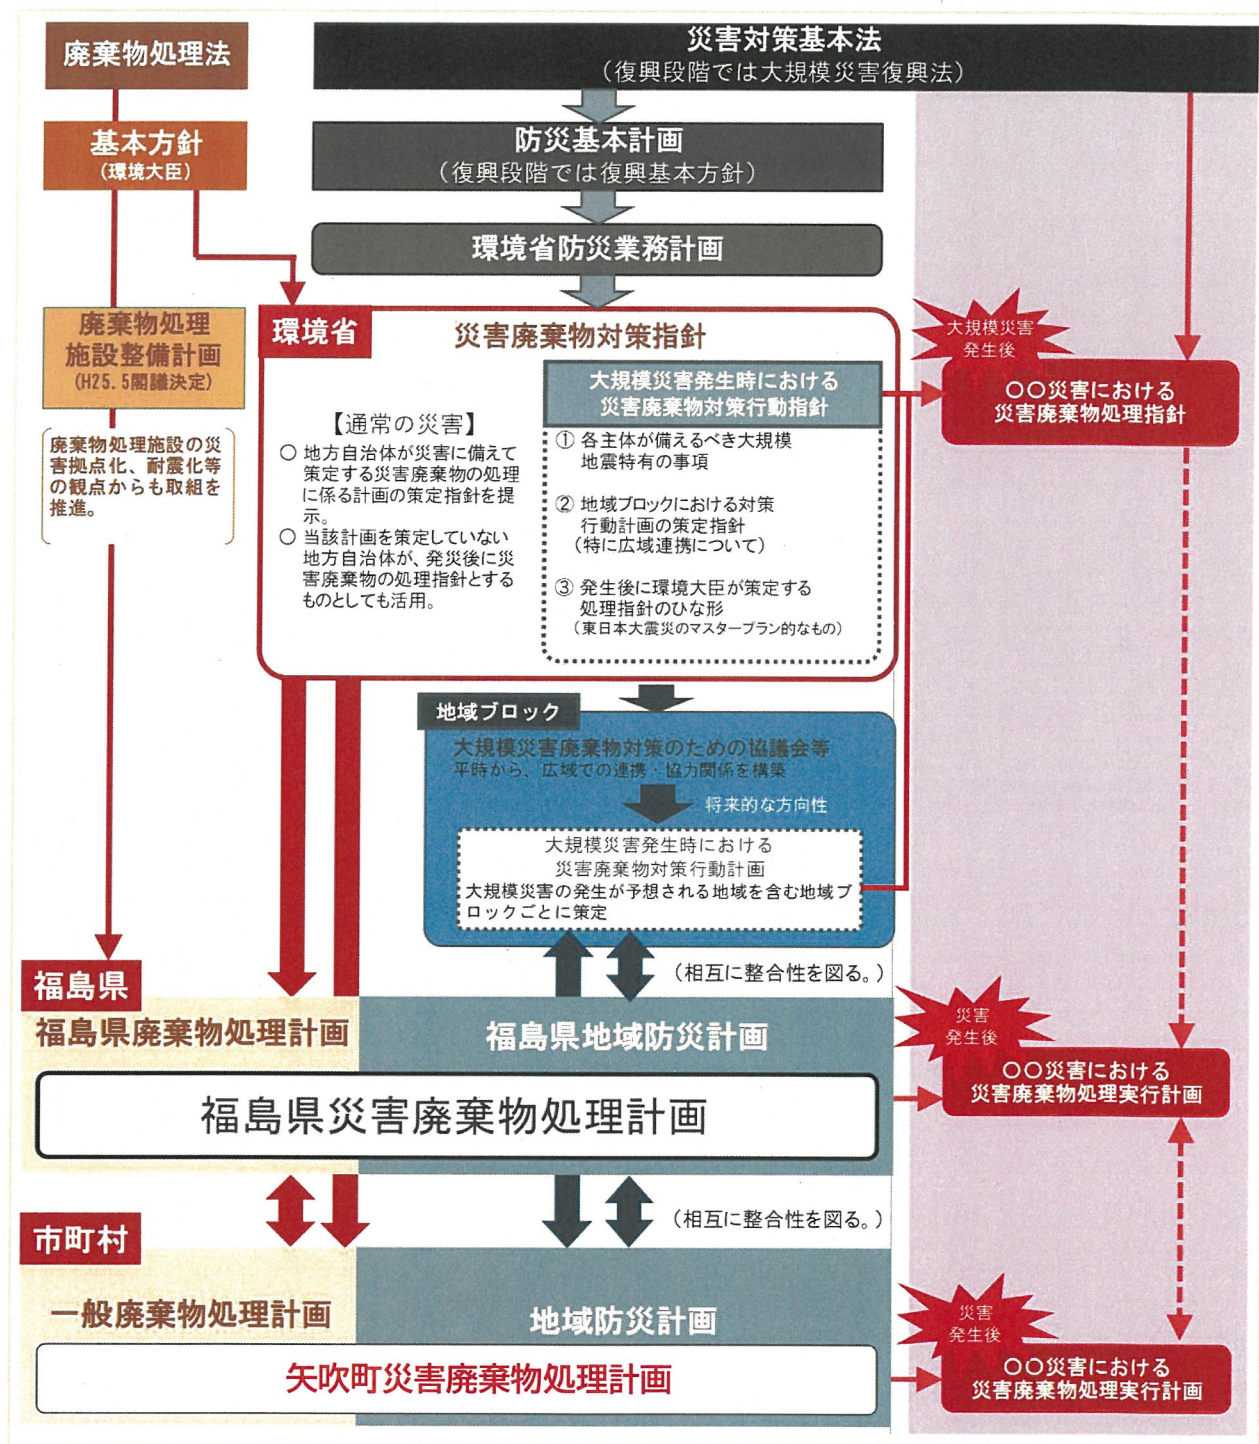 廃棄物処理法
災害対策基本法
(復興段階では大規模災害復興法)
基本方針
(環境大臣)
防災基本計画
(復興段階では復興基本方針)
環境省防災業務計画
廃棄物処理
施設整備計画
(H25.5閣議決定)
廃棄物処理施設の災
害拠点化、耐震化等
の観点からも取組を
推進。
環境省
災害廃棄物対策指針
【通常の災害】
○ 地方自治体が災害に備えて
策定する災害廃棄物の処理
に係る計画の策定指針を提
示。
○ 当該計画を策定していない
地方自治体が、発災後に災
害廃棄物の処理指針とする
ものとしても活用。
大規模災害発生時における
災害廃棄物対策行動指針
① 各主体が備えるべき大規模
地震特有の事項
② 地域ブロックにおける対策
行動計画の策定指針
(特に広域連携について)
③ 発生後に環境大臣が策定する
処理指針のひな形
(東日本大震災のマスタープラン的なもの)
大規模災害
発生後
〇〇災害における
災害廃棄物処理指針
地域ブロック
大規模災害廃棄物対策のための協議会等
平時から、広域での連携・協力関係を構築
将来的な方向性
大規模災害発生時における
災害廃棄物対策行動計画
大規模災害の発生が予想される地域を含む地域ブ
ロックごとに策定
(相互に整合性を図る。)
福島県
福島県廃棄物処理計画
福島県地域防災計画
福島県災害廃棄物処理計画
災害
発生後
〇〇災害における
災害廃棄物処理実行計画
(相互に整合性を図る。)
市町村
一般廃棄物処理計画
地域防災計画
矢吹町災害廃棄物処理計画
災害
発生後
〇〇災害における
災害廃棄物処理実行計画